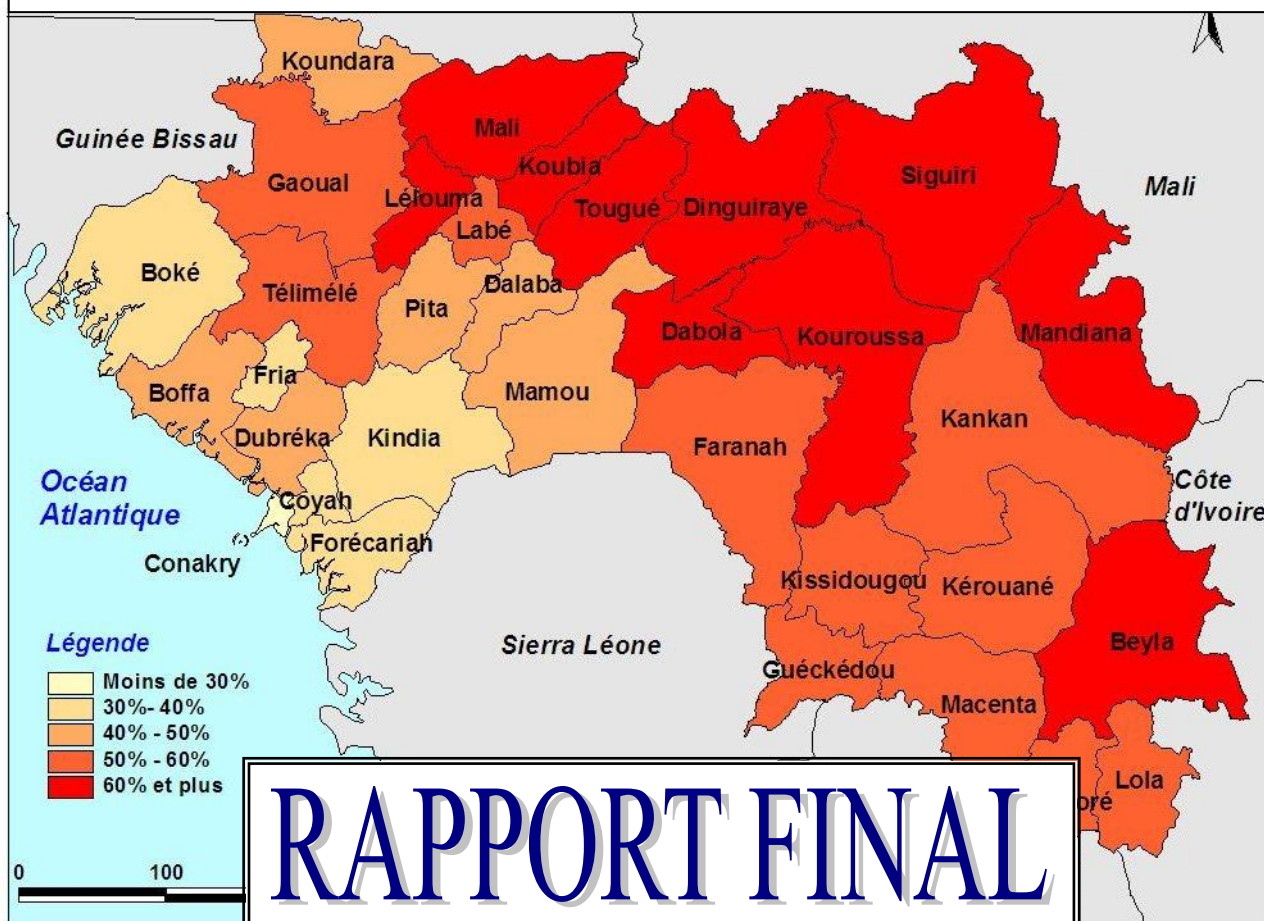 Koundara
Guinée Bissau
Mali
Koubia
Gaoual
Lélouma
Tougué
Dinguiraye
Siguiri
Mali
Labé
Boké
Télimélé
Pita
Dalaba
Dabola
Kouroussa
Mandiana
Fria
Boffa
Mamou
Dubréka
Kindia
Faranah
Kankan
Océan
Atlantique
Coyah
Côte
d'Ivoire
Conakry
Forécariah
Kissidougou
Kérouané
Légende
Sierra Léone
Beyla
Guéckédou
Macenta
Moins de 30%
30%- 40%
40% - 50%
50% - 60%
60% et plus
Lola
oré
0 100
RAPPORT FINAL